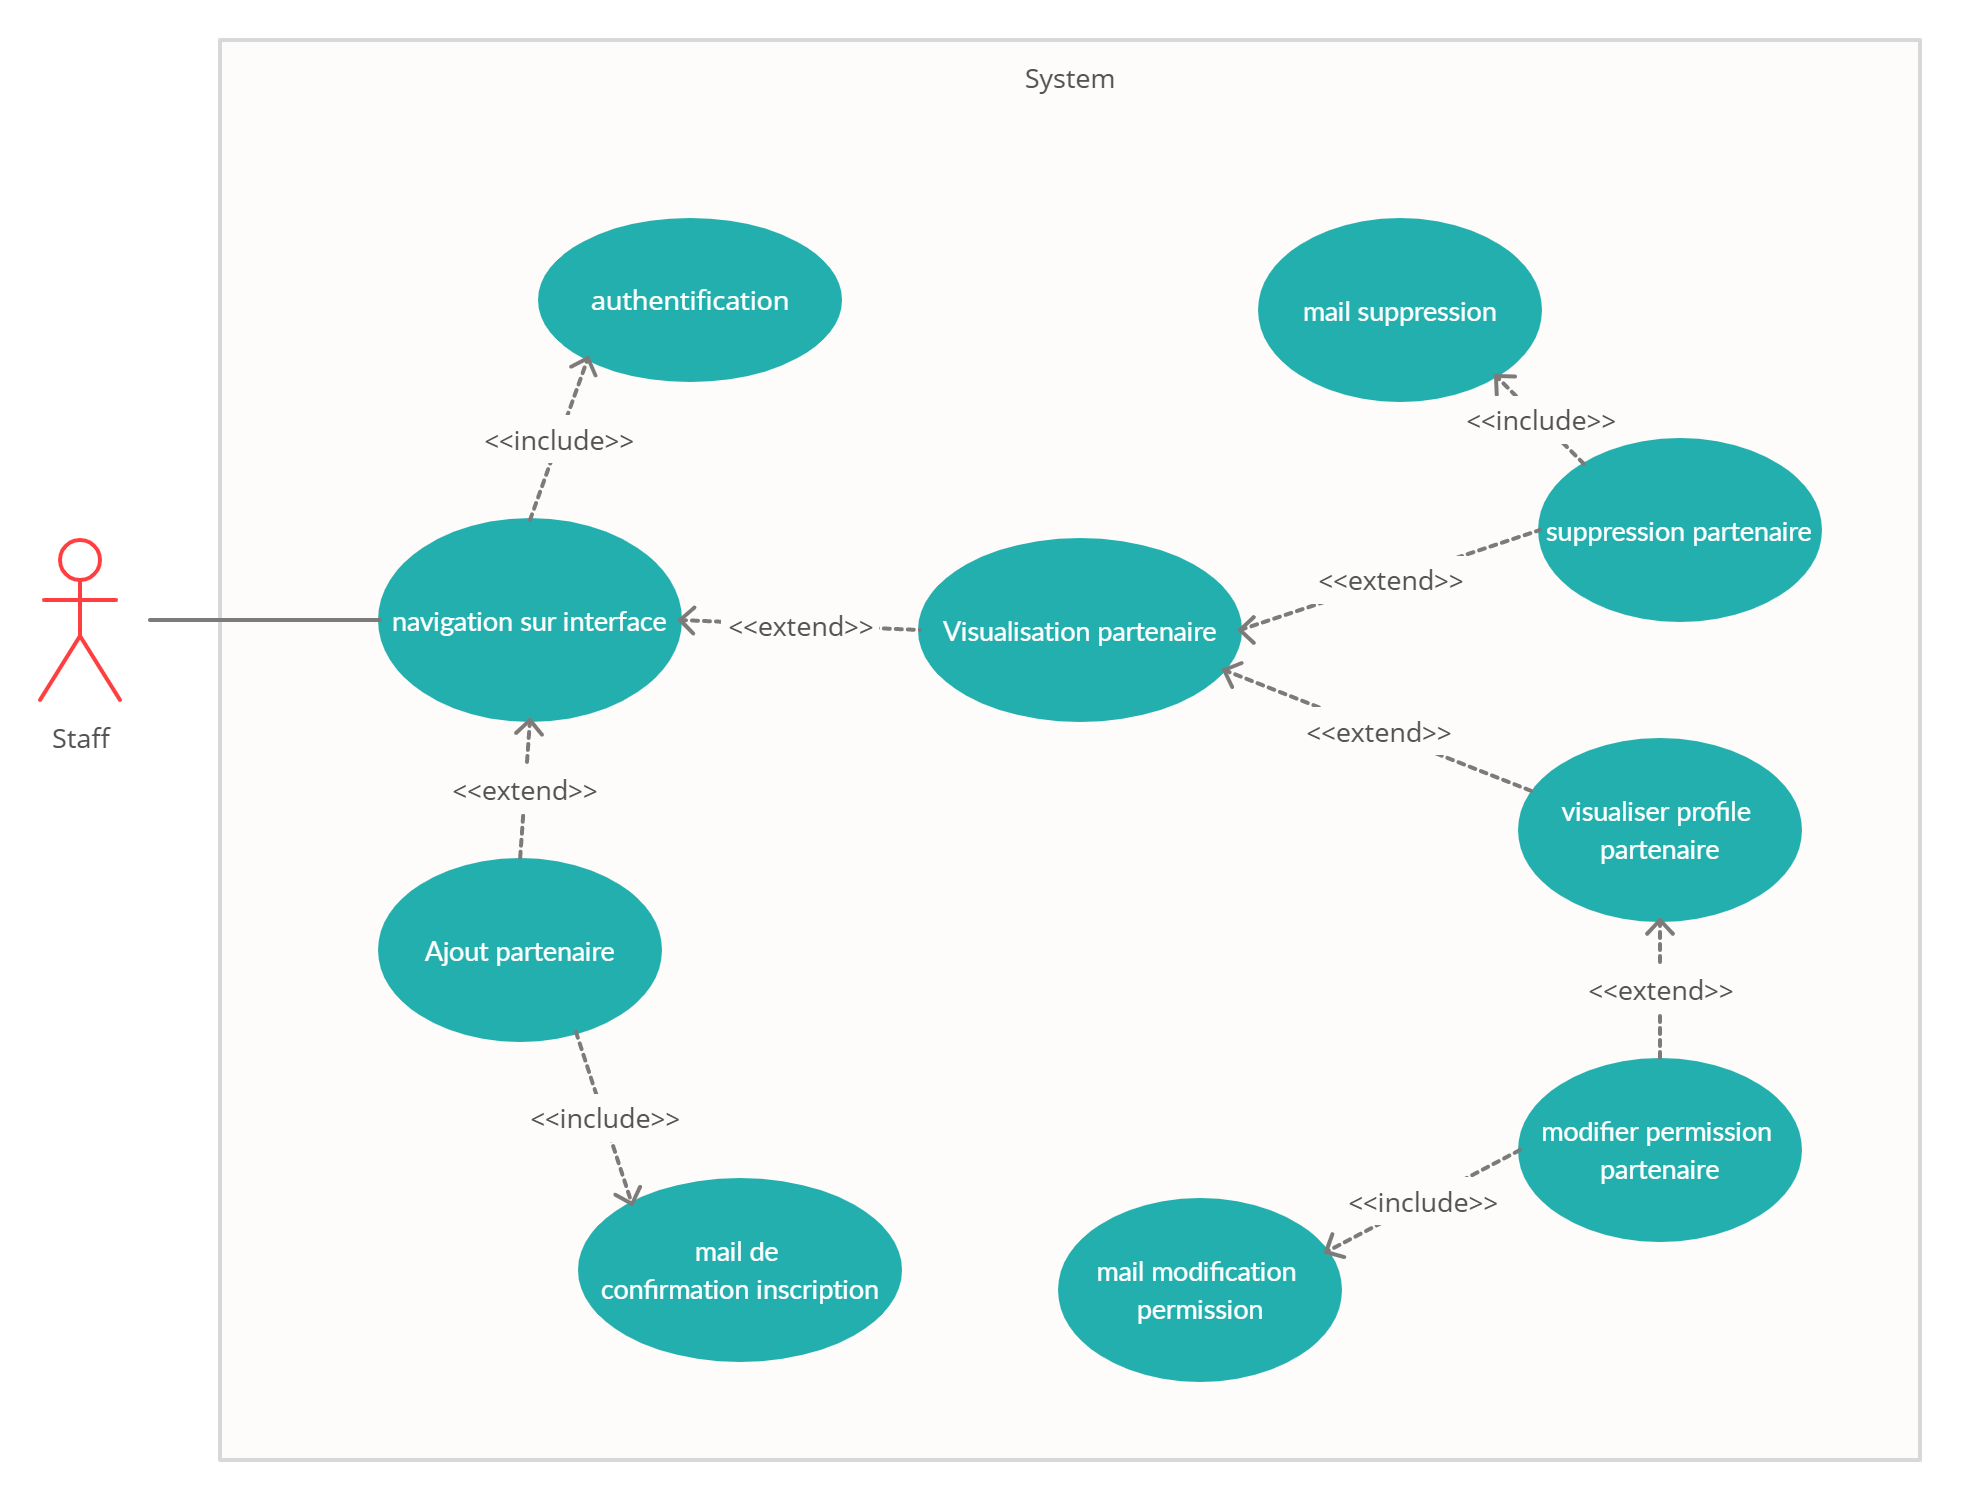 System
authentification
mail suppression
<<include>>
<<include>>
suppression partenaire
<<extend>>
navigation sur interface
<<extend>>
Visualisation partenaire
Staff
<<extend>>
<<extend>>
visualiser profile
partenaire
Ajout partenaire
<<extend>>
<<include>>
modifier permission
partenaire
<<include>>
mail de
confirmation inscription
mail modification
permission